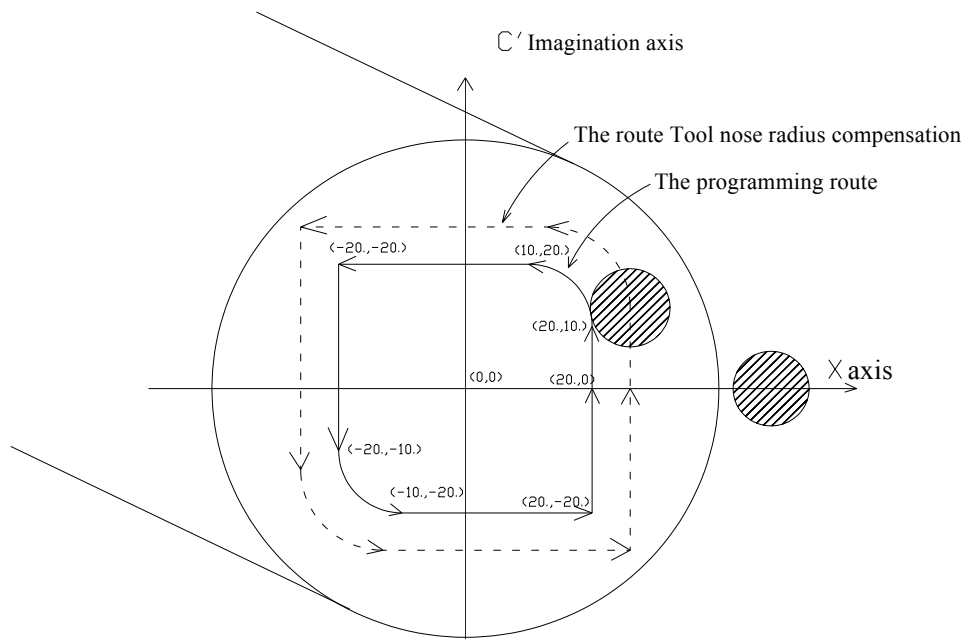 C′ Imagination axis
The route Tool nose radius compensation
The programming route
(-20.,-20.)
(10.,20.)
(20.,10.)
(0,0)
(20.,0)
X axis
(-20.,-10.)
(-10.,-20.)
(20.,-20.)